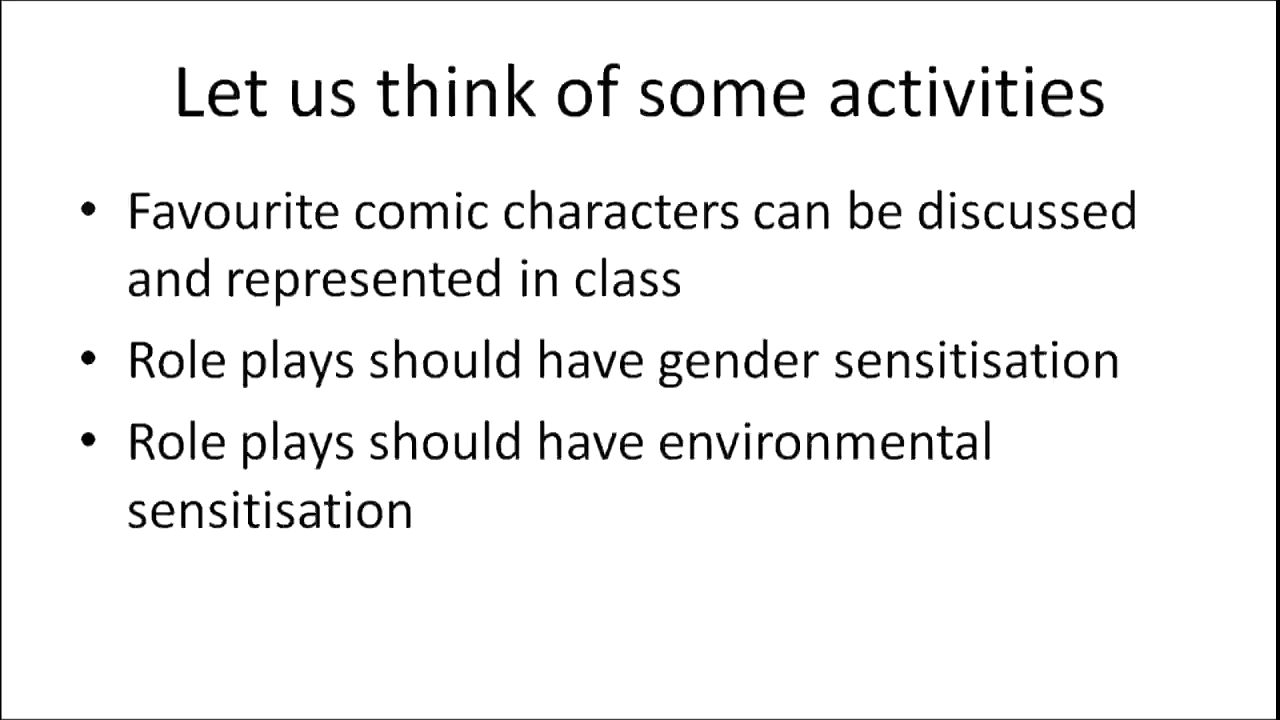 Let us think of some activities
• Favourite comic characters can be discussed
and represented in class
• Role plays should have gender sensitisation
• Role plays should have environmental
sensitisation